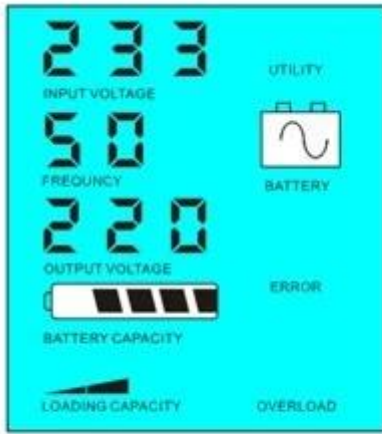 233
UTILITY
INPUT VOLTAGE
50
FREQUNCY
BATTERY
220
OUTPUT VOLTAGE
ERROR
BATTERY CAPACITY
LOADING CAPACITY
OVERLOAD